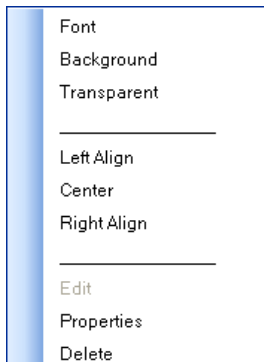 Font
Background
Transparent
Left Align
Center
Right Align
Edit
Properties
Delete